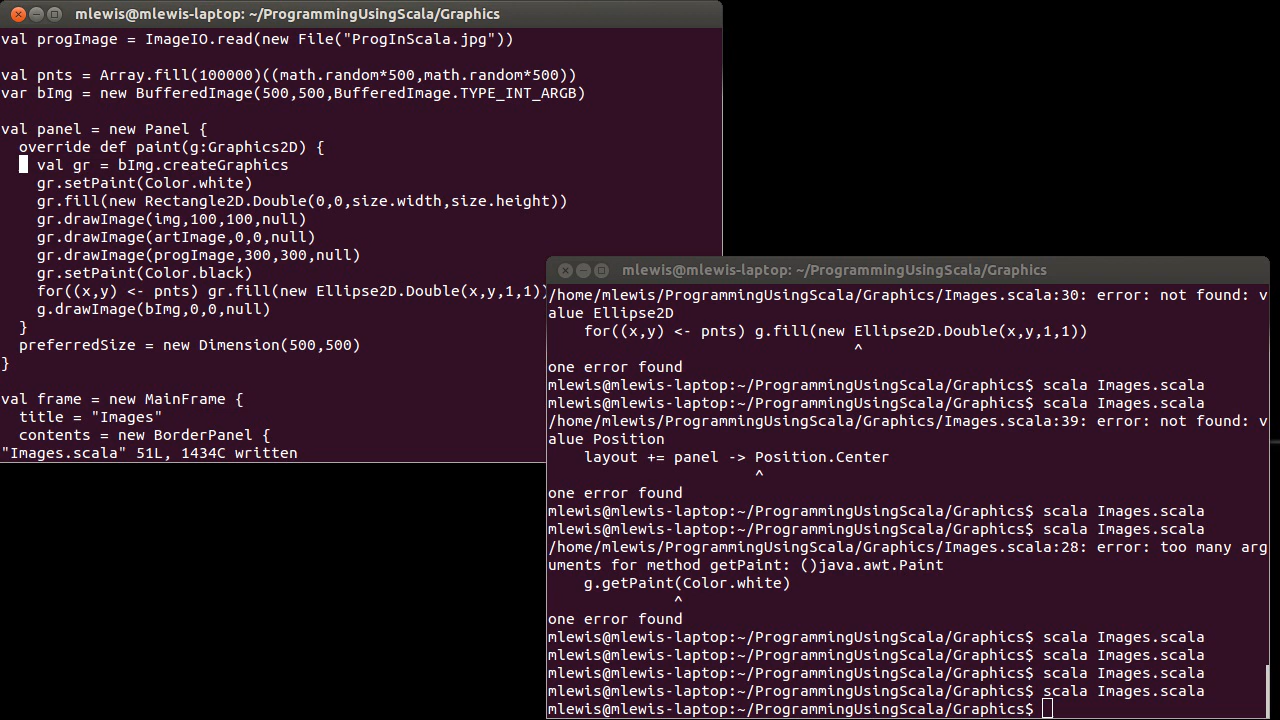 mlewis@mlewis-laptop: ~/ProgrammingUsingScala/Graphics
val progImage = ImageIO.read(new File("ProgInScala.jpg"))
val pnts = Array.fill(100000)((math.random*500,math.random*500))
var bImg = new BufferedImage(500,500,BufferedImage.TYPE_INT_ARGB)
val panel = new Panel {
  override def paint(g:Graphics2D) {
    val gr = bImg.createGraphics
    gr.setPaint(Color.white)
    gr.fill(new Rectangle2D.Double(0,0,size.width,size.height))
    gr.drawImage(img,100,100,null)
    gr.drawImage(artImage,0,0,null)
    gr.drawImage(progImage,300,300,null)
    gr.setPaint(Color.black)
    for((x,y) <- pnts) gr.fill(new Ellipse2D.Double(x,y,1,1))
    g.drawImage(bImg,0,0,null)
  }
  preferredSize = new Dimension(500,500)
}
val frame = new MainFrame {
  title = "Images"
  contents = new BorderPanel {
"Images.scala" 51L, 1434C written
mlewis@mlewis-laptop: ~/ProgrammingUsingScala/Graphics
/home/mlewis/ProgrammingUsingScala/Graphics/Images.scala:30: error: not found: v
alue Ellipse2D
    for((x,y) <- pnts) g.fill(new Ellipse2D.Double(x,y,1,1))
                                  ^
one error found
mlewis@mlewis-laptop:~/ProgrammingUsingScala/Graphics$ scala Images.scala
mlewis@mlewis-laptop:~/ProgrammingUsingScala/Graphics$ scala Images.scala
/home/mlewis/ProgrammingUsingScala/Graphics/Images.scala:39: error: not found: v
alue Position
    layout += panel -> Position.Center
                       ^
one error found
mlewis@mlewis-laptop:~/ProgrammingUsingScala/Graphics$ scala Images.scala
mlewis@mlewis-laptop:~/ProgrammingUsingScala/Graphics$ scala Images.scala
/home/mlewis/ProgrammingUsingScala/Graphics/Images.scala:28: error: too many arg
uments for method getPaint: ()java.awt.Paint
    g.getPaint(Color.white)
              ^
one error found
mlewis@mlewis-laptop:~/ProgrammingUsingScala/Graphics$ scala Images.scala
mlewis@mlewis-laptop:~/ProgrammingUsingScala/Graphics$ scala Images.scala
mlewis@mlewis-laptop:~/ProgrammingUsingScala/Graphics$ scala Images.scala
mlewis@mlewis-laptop:~/ProgrammingUsingScala/Graphics$ scala Images.scala
mlewis@mlewis-laptop:~/ProgrammingUsingScala/Graphics$